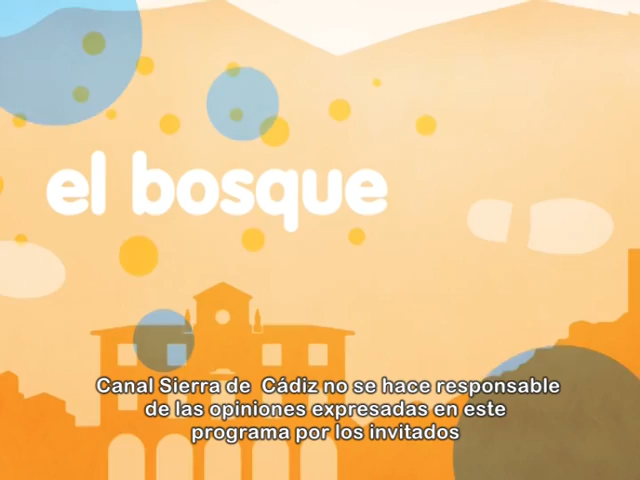 el bosque
Canal Sierra de  Cádiz no se hace responsable
de las opiniones expresadas en este
programa por los invitados